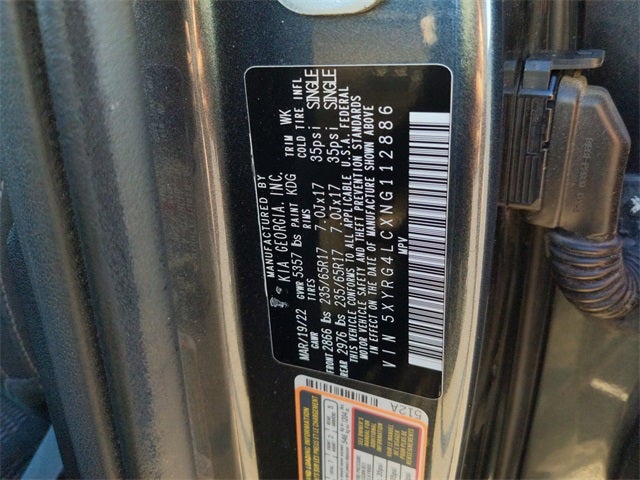 MANUFACTURED BY
KIA GEORGIA, INC.
MAR/19/22 GVWR 5357 lbs PAINT KDG TRIM WK
GAWR TIRES RIMS COLD TIRE INFL
FRONT 2866 lbs 235/65R17 7.0Jx17 35psi SINGLE
REAR 2976 lbs 235/65R17 7.0Jx17 35psi SINGLE
THIS VEHICLE CONFORMS TO ALL APPLICABLE U.S.A. FEDERAL
MOTOR VEHICLE SAFETY AND THEFT PREVENTION STANDARDS
IN EFFECT ON THE DATE OF MANUFACTURE SHOWN ABOVE
VIN 5XYRG4LCXNG112886
MPV
512A